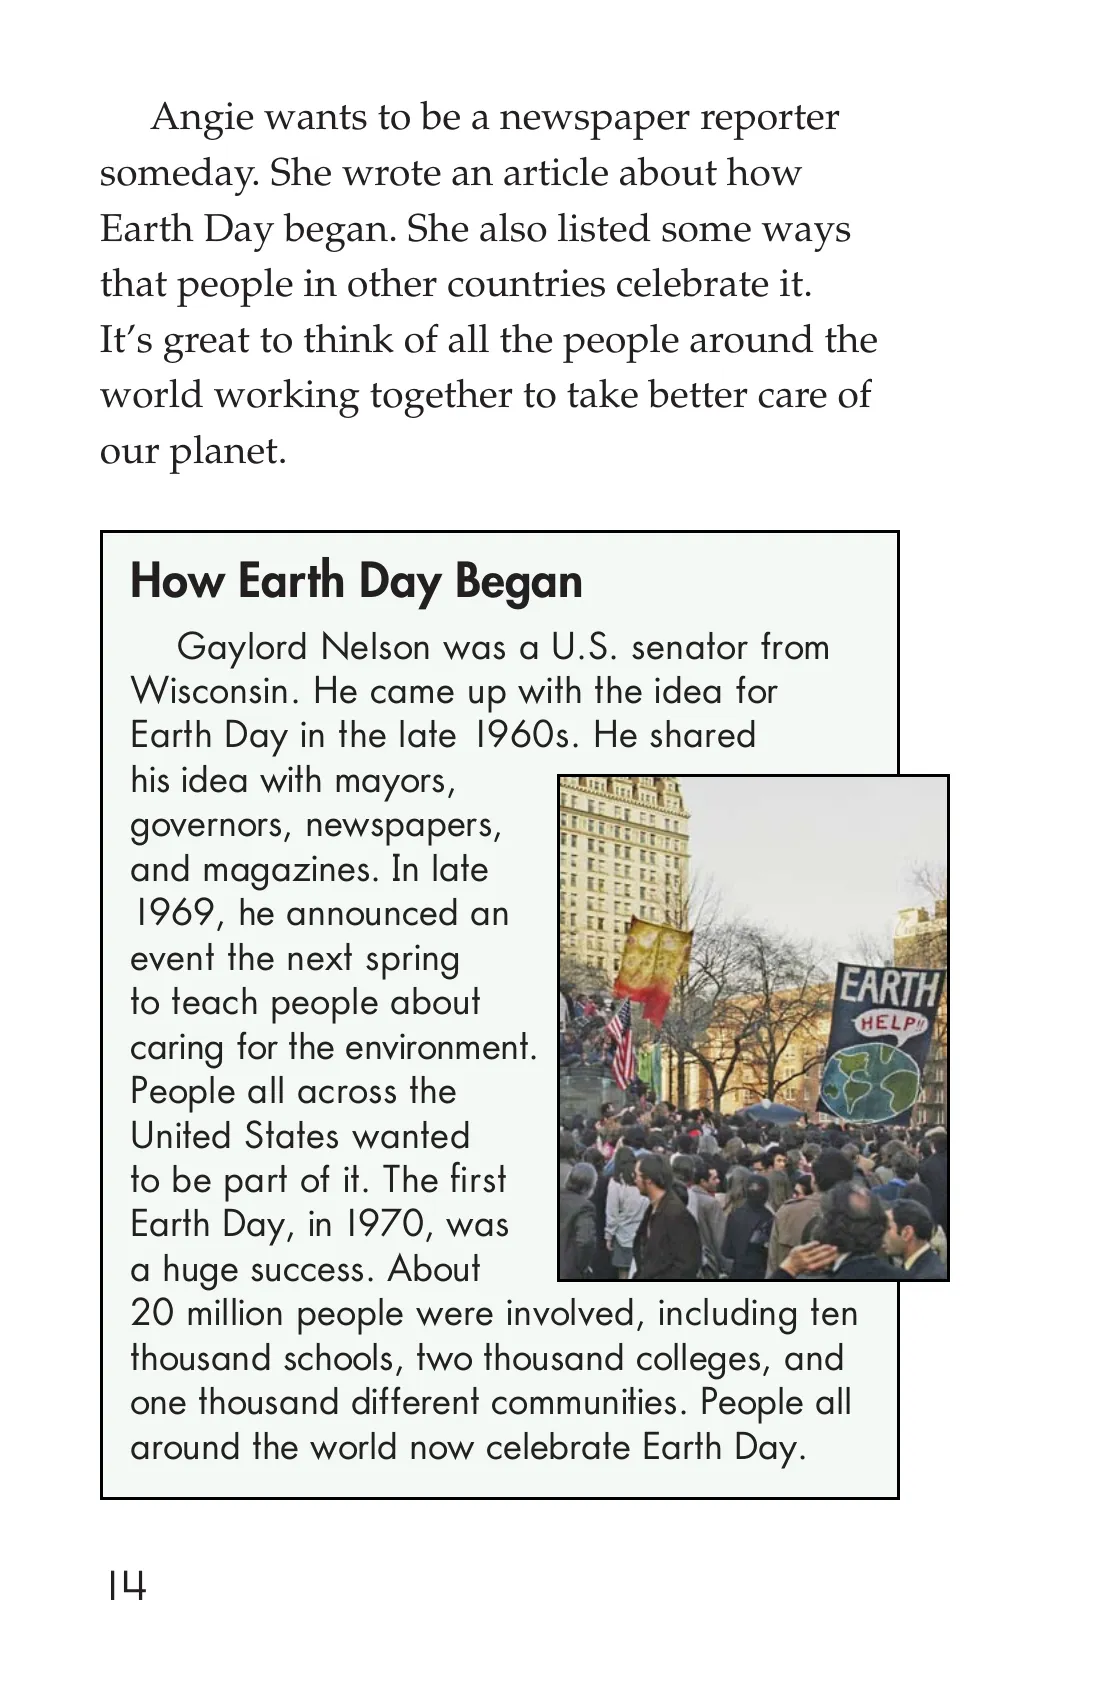 Angie wants to be a newspaper reporter
someday. She wrote an article about how
Earth Day began. She also listed some ways
that people in other countries celebrate it.
It’s great to think of all the people around the
world working together to take better care of
our planet.
How Earth Day Began
Gaylord Nelson was a U.S. senator from
Wisconsin. He came up with the idea for
Earth Day in the late 1960s. He shared
his idea with mayors,
governors, newspapers,
and magazines. In late
1969, he announced an
event the next spring
to teach people about
caring for the environment.
People all across the
United States wanted
to be part of it. The first
Earth Day, in 1970, was
a huge success. About
20 million people were involved, including ten
thousand schools, two thousand colleges, and
one thousand different communities. People all
around the world now celebrate Earth Day.
EARTH
HELP!!
14